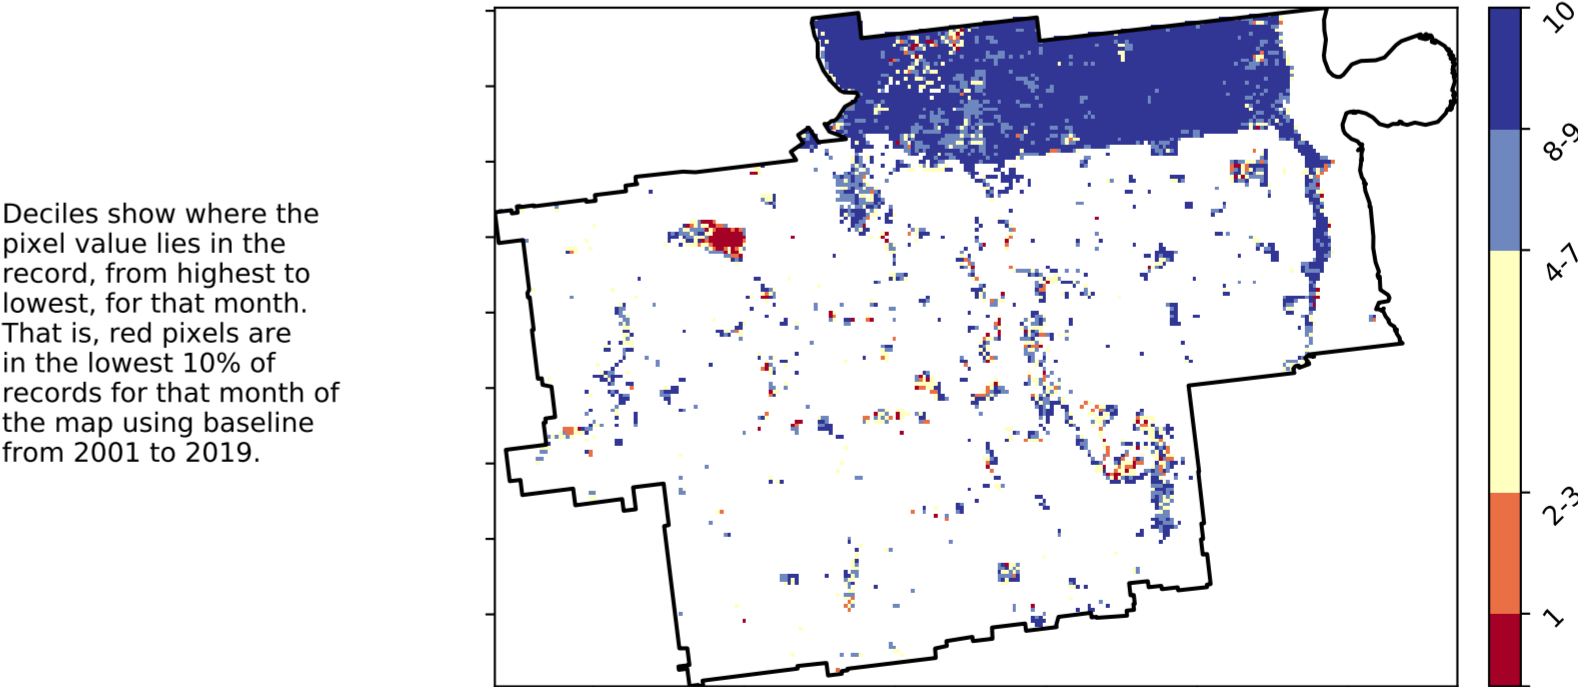 Deciles show where the
pixel value lies in the
record, from highest to
lowest, for that month.
That is, red pixels are
in the lowest 10% of
records for that month of
the map using baseline
from 2001 to 2019.
10
8-9
4-7
2-3
1